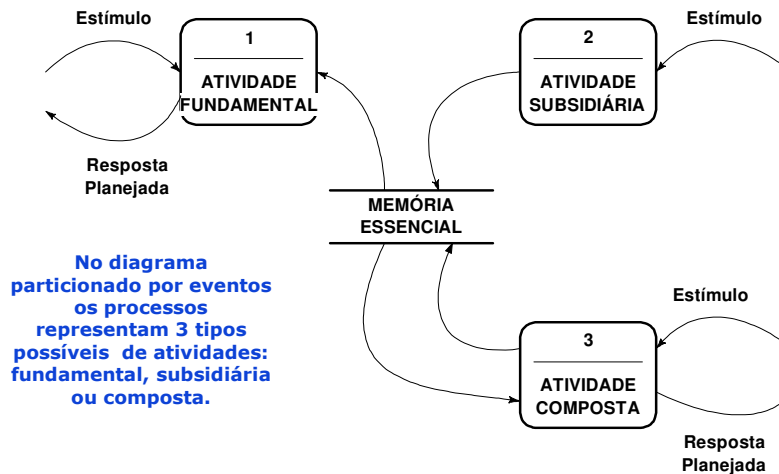 Estímulo
1
ATIVIDADE
FUNDAMENTAL
Resposta
Planejada
2
ATIVIDADE
SUBSIDIÁRIA
Estímulo
MEMÓRIA
ESSENCIAL
No diagrama
particionado por eventos
os processos
representam 3 tipos
possíveis de atividades:
fundamental, subsidiária
ou composta.
Estímulo
3
ATIVIDADE
COMPOSTA
Resposta
Planejada